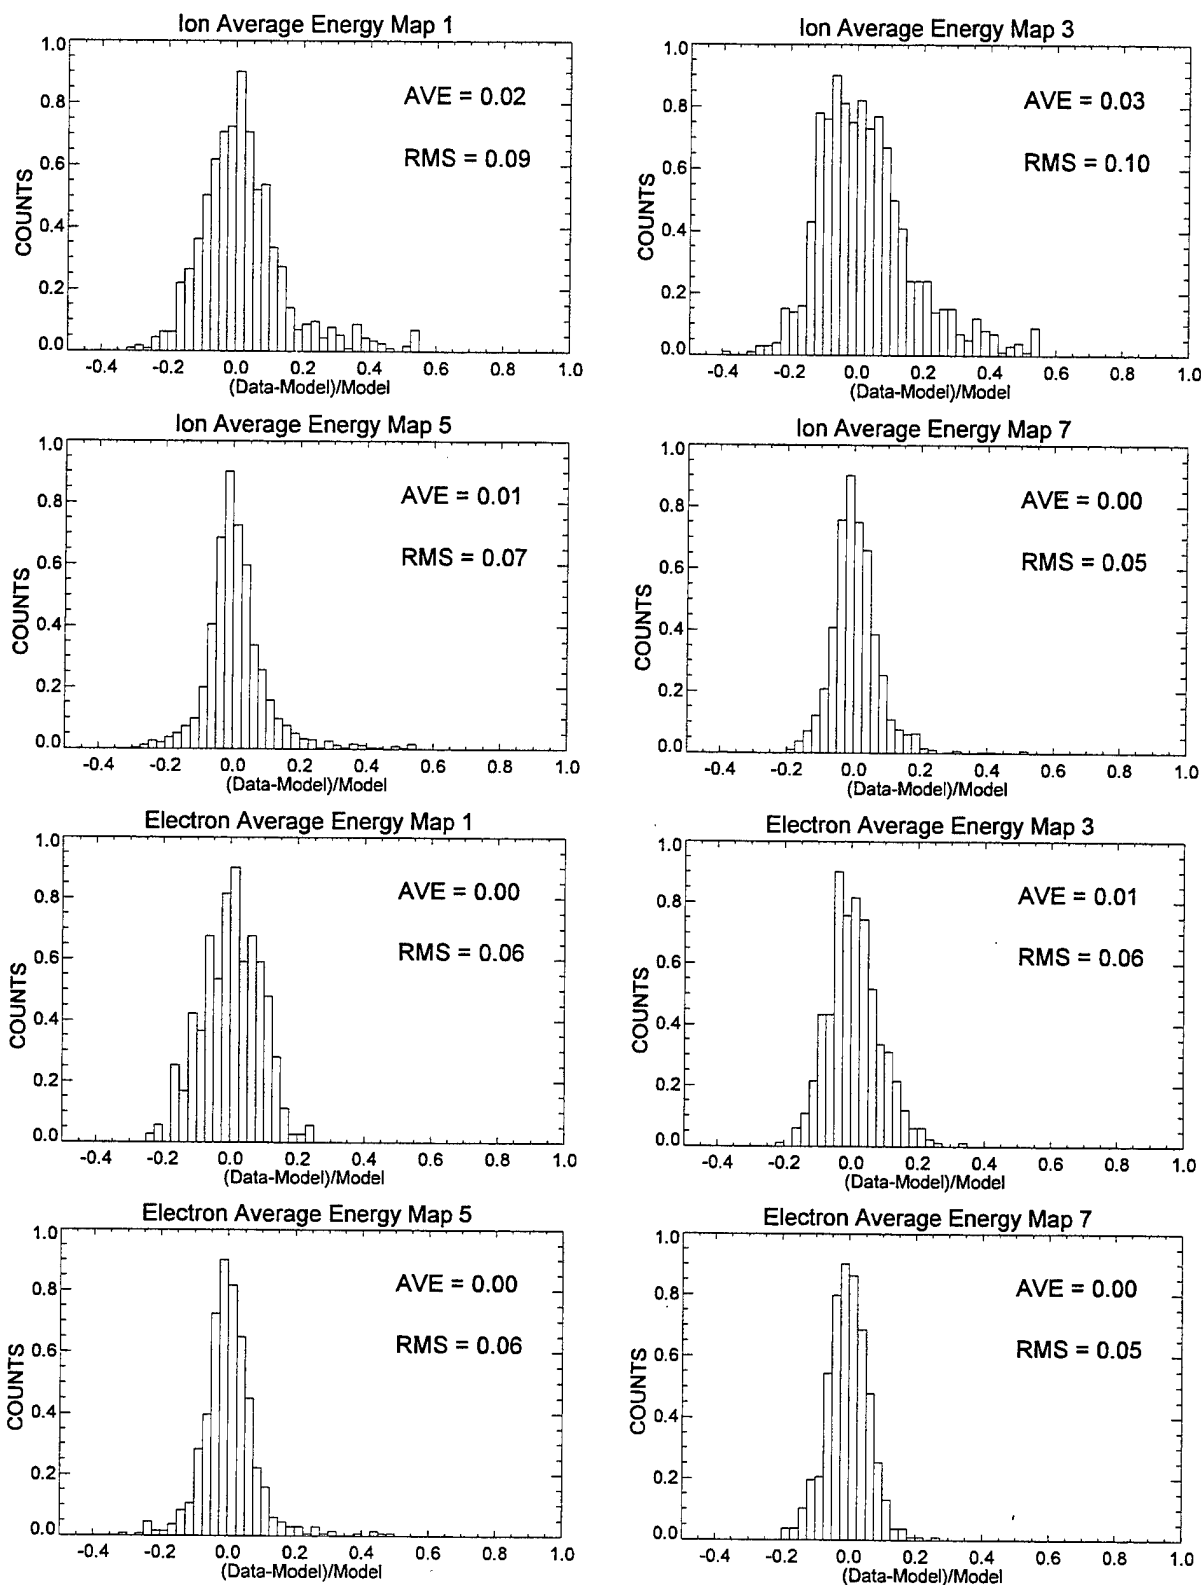 Ion Average Energy Map 1
1.0
0.8
0.6
0.4
0.2
0.0
COUNTS
AVE = 0.02
RMS = 0.09
-0.4 -0.2 0.0 0.2 0.4 0.6 0.8 1.0
(Data-Model)/Model
Ion Average Energy Map 3
1.0
0.8
0.6
0.4
0.2
0.0
COUNTS
AVE = 0.03
RMS = 0.10
-0.4 -0.2 0.0 0.2 0.4 0.6 0.8 1.0
(Data-Model)/Model
Ion Average Energy Map 5
1.0
0.8
0.6
0.4
0.2
0.0
COUNTS
AVE = 0.01
RMS = 0.07
-0.4 -0.2 0.0 0.2 0.4 0.6 0.8 1.0
(Data-Model)/Model
Ion Average Energy Map 7
1.0
0.8
0.6
0.4
0.2
0.0
COUNTS
AVE = 0.00
RMS = 0.05
-0.4 -0.2 0.0 0.2 0.4 0.6 0.8 1.0
(Data-Model)/Model
Electron Average Energy Map 1
1.0
0.8
0.6
0.4
0.2
0.0
COUNTS
AVE = 0.00
RMS = 0.06
-0.4 -0.2 0.0 0.2 0.4 0.6 0.8 1.0
(Data-Model)/Model
Electron Average Energy Map 3
1.0
0.8
0.6
0.4
0.2
0.0
COUNTS
AVE = 0.01
RMS = 0.06
-0.4 -0.2 0.0 0.2 0.4 0.6 0.8 1.0
(Data-Model)/Model
Electron Average Energy Map 5
1.0
0.8
0.6
0.4
0.2
0.0
COUNTS
AVE = 0.00
RMS = 0.06
-0.4 -0.2 0.0 0.2 0.4 0.6 0.8 1.0
(Data-Model)/Model
Electron Average Energy Map 7
1.0
0.8
0.6
0.4
0.2
0.0
COUNTS
AVE = 0.00
RMS = 0.05
-0.4 -0.2 0.0 0.2 0.4 0.6 0.8 1.0
(Data-Model)/Model